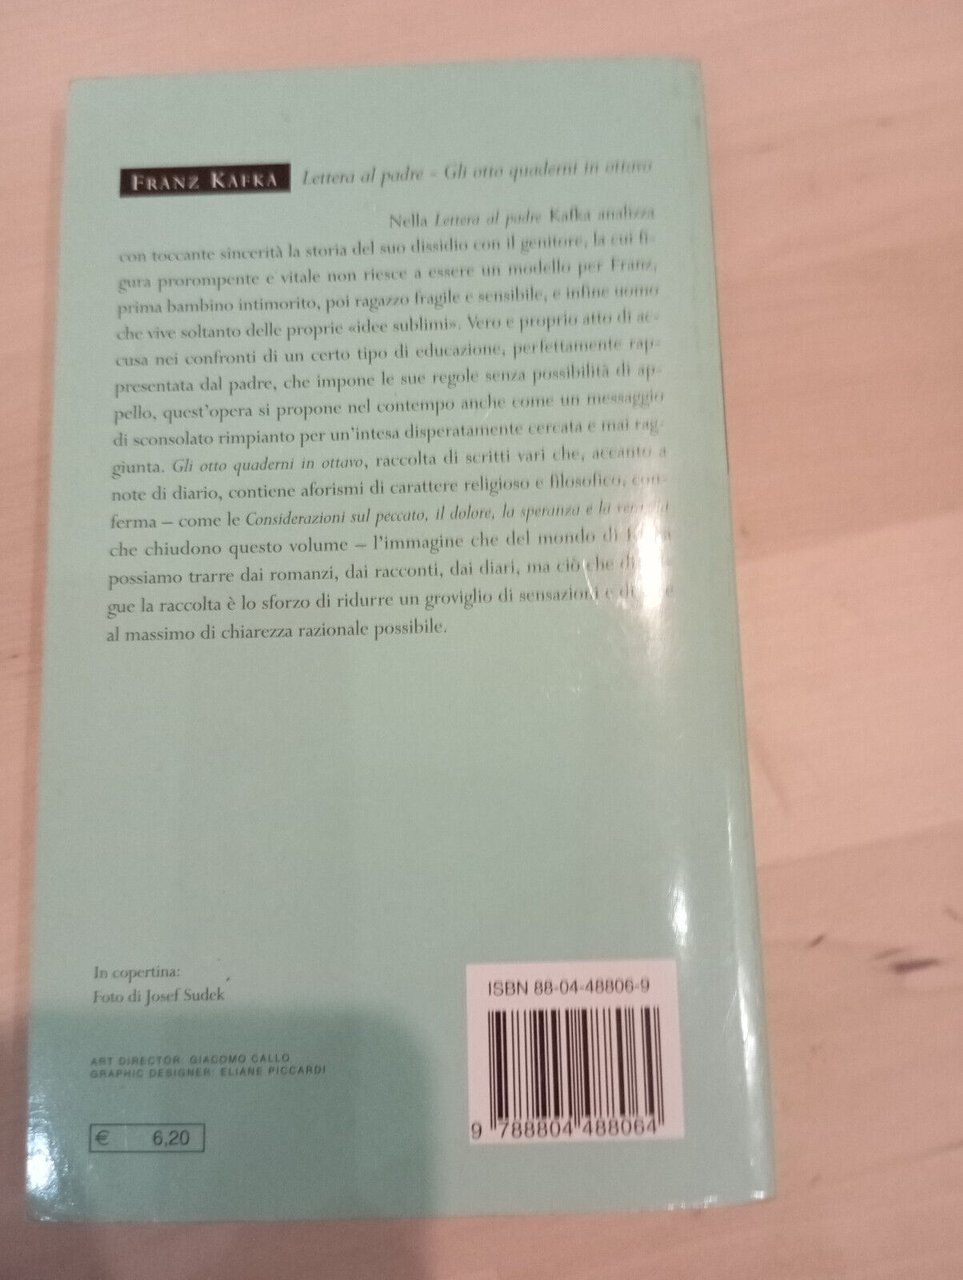 FRANZ KAFKA Lettera al padre - Gli otto quaderni in ottavo
Nella Lettera al padre Kafka analizza
con toccante sincerità la storia del suo dissidio con il genitore, la cui fi-
gura prorompente e vitale non riesce a essere un modello per Franz,
prima bambino intimorito, poi ragazzo fragile e sensibile, e infine uomo
che vive soltanto delle proprie «idee sublimi». Vero e proprio atto di ac-
cusa nei confronti di un certo tipo di educazione, perfettamente rap-
presentata dal padre, che impone le sue regole senza possibilità di ap-
pello, quest'opera si propone nel contempo anche come un messaggio
di sconsolato rimpianto per un'intesa disperatamente cercata e mai rag-
giunta. Gli otto quaderni in ottavo, raccolta di scritti vari che, accanto a
note di diario, contiene aforismi di carattere religioso e filosofico, con-
ferma – come le Considerazioni sul peccato, il dolore, la speranza e la
che chiudono questo volume – l'immagine che del mondo di
possiamo trarre dai romanzi, dai racconti, dai diari, ma ciò che
gue la raccolta è lo sforzo di ridurre un groviglio di sensazioni e
al massimo di chiarezza razionale possibile.
In copertina:
Foto di Josef Sudek
ART DIRECTOR: GIACOMO CALLO
GRAPHIC DESIGNER: ELIANE PICCARDI
€ 6,20
ISBN 88-04-48806-9
9 788804 488064